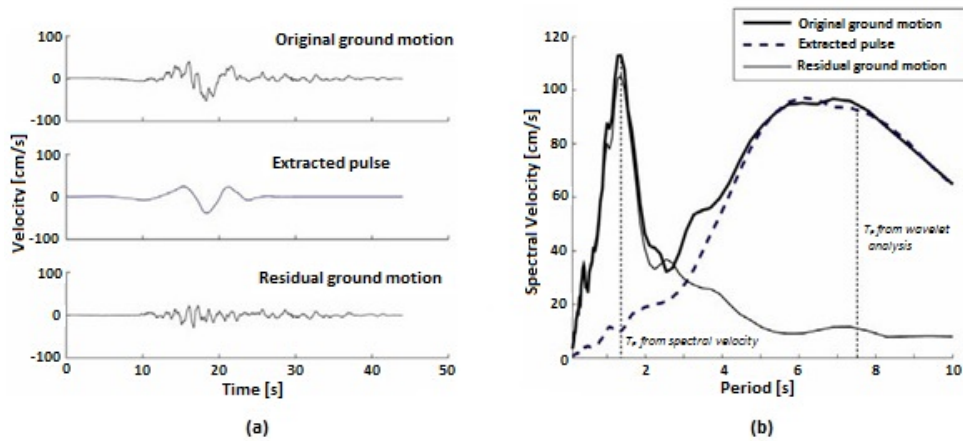 Original ground motion
Extracted pulse
Residual ground motion
Velocity [cm/s]
100
0
-100
100
0
-100
100
0
-100
0
10
20
30
40
50
Time [s]
(a)
Original ground motion
Extracted pulse
Residual ground motion
Spectral Velocity [cm/s]
120
100
80
60
40
20
0
2
4
6
8
10
Period [s]
from wavelet
analysis
from spectral velocity
(b)